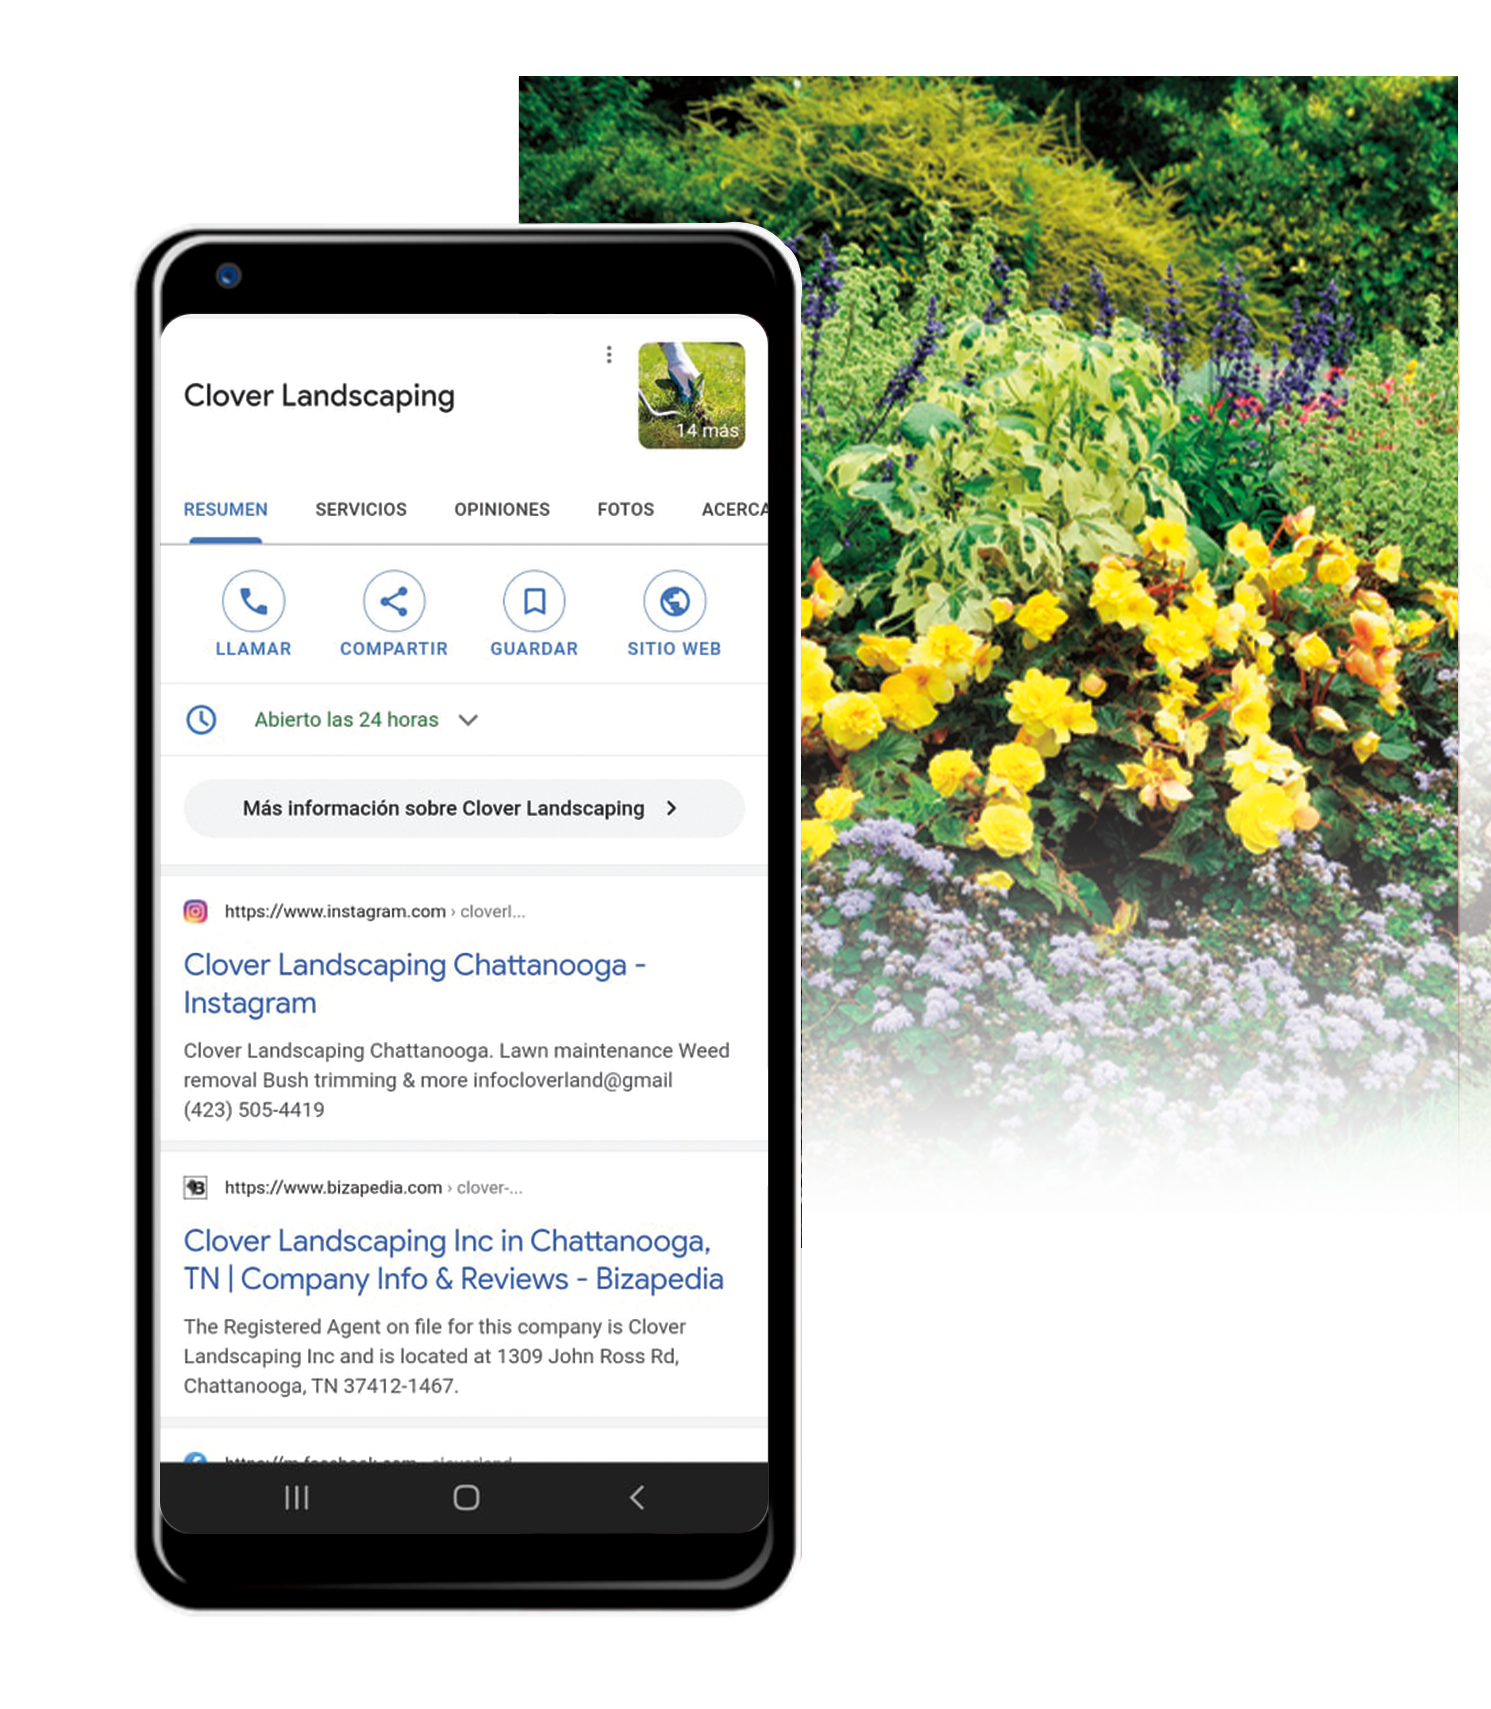 Clover Landscaping
14 más
RESUMEN SERVICIOS OPINIONES FOTOS ACERCA
LLAMAR COMPARTIR GUARDAR SITIO WEB
Abierto las 24 horas
Más información sobre Clover Landscaping
https://www.instagram.com › cloverl...
Clover Landscaping Chattanooga -
Instagram
Clover Landscaping Chattanooga. Lawn maintenance Weed
removal Bush trimming & more infocloverland@gmail
(423) 505-4419
https://www.bizapedia.com › clover-...
Clover Landscaping Inc in Chattanooga,
TN | Company Info & Reviews - Bizapedia
The Registered Agent on file for this company is Clover
Landscaping Inc and is located at 1309 John Ross Rd,
Chattanooga, TN 37412-1467.